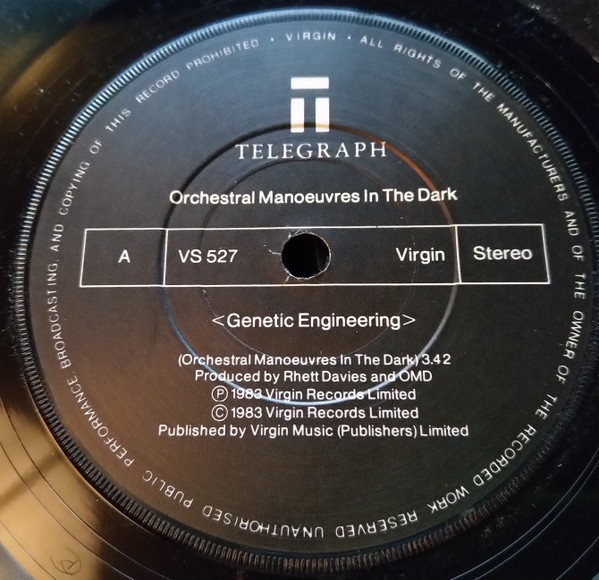 TELEGRAPH
Orchestral Manoeuvres In The Dark
A VS 527 Virgin Stereo
<Genetic Engineering>
(Orchestral Manoeuvres In The Dark) 3.42
Produced by Rhett Davies and OMD
Ⓟ 1983 Virgin Records Limited
© 1983 Virgin Records Limited
Published by Virgin Music (Publishers) Limited
• VIRGIN • ALL RIGHTS OF THE MANUFACTURERS AND OF THE OWNER OF THE RECORDED WORK RESERVED UNAUTHORISED PUBLIC PERFORMANCE. BROADCASTING, AND COPYING OF THIS RECORD PROHIBITED